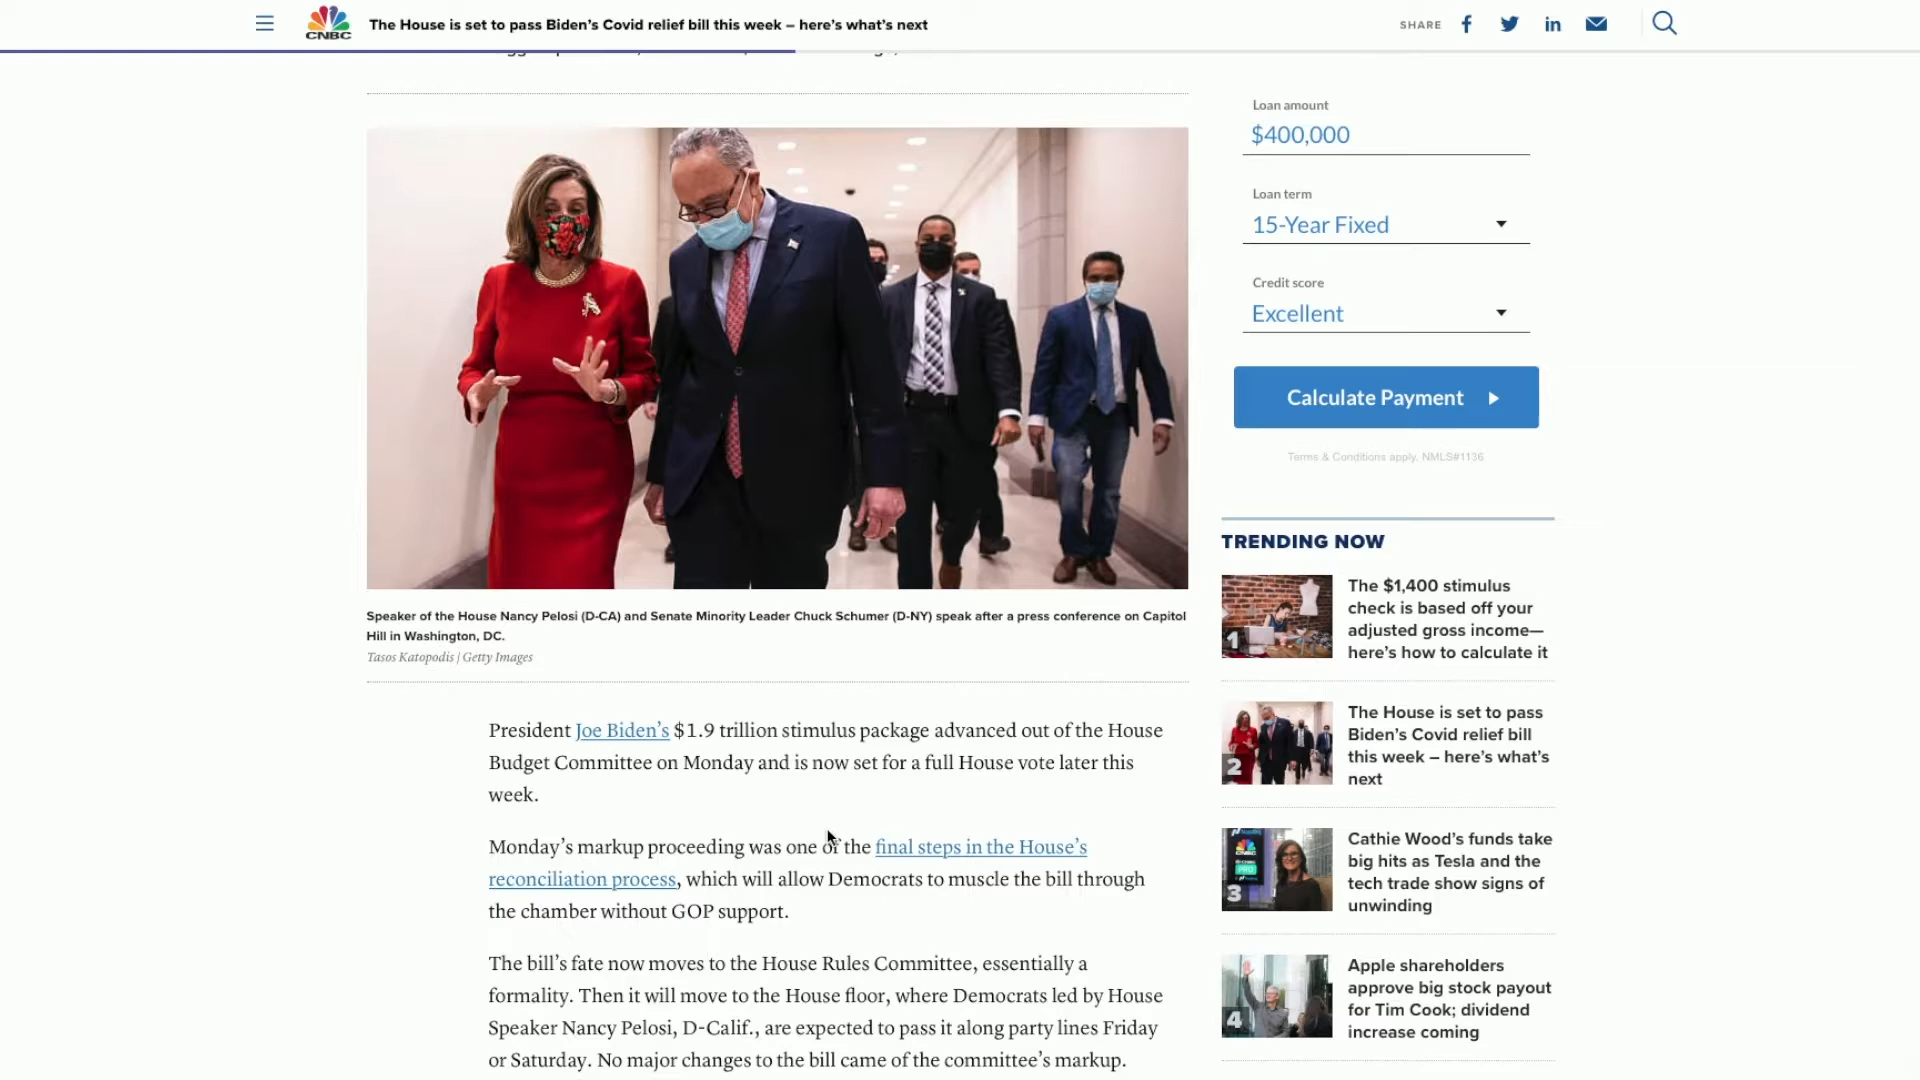 CNBC
The House is set to pass Biden’s Covid relief bill this week – here’s what’s next
SHARE
Loan amount
$400,000
Loan term
15-Year Fixed
Credit score
Excellent
Calculate Payment
Terms & Conditions apply. NMLS#1136
Speaker of the House Nancy Pelosi (D-CA) and Senate Minority Leader Chuck Schumer (D-NY) speak after a press conference on Capitol
Hill in Washington, DC.
Tasos Katopodis | Getty Images
President Joe Biden’s $1.9 trillion stimulus package advanced out of the House
Budget Committee on Monday and is now set for a full House vote later this
week.
Monday’s markup proceeding was one of the final steps in the House’s
reconciliation process, which will allow Democrats to muscle the bill through
the chamber without GOP support.
The bill’s fate now moves to the House Rules Committee, essentially a
formality. Then it will move to the House floor, where Democrats led by House
Speaker Nancy Pelosi, D-Calif., are expected to pass it along party lines Friday
or Saturday. No major changes to the bill came of the committee’s markup.
TRENDING NOW
1
The $1,400 stimulus
check is based off your
adjusted gross income—
here’s how to calculate it
2
The House is set to pass
Biden’s Covid relief bill
this week – here’s what’s
next
3
Cathie Wood’s funds take
big hits as Tesla and the
tech trade show signs of
unwinding
4
Apple shareholders
approve big stock payout
for Tim Cook; dividend
increase coming